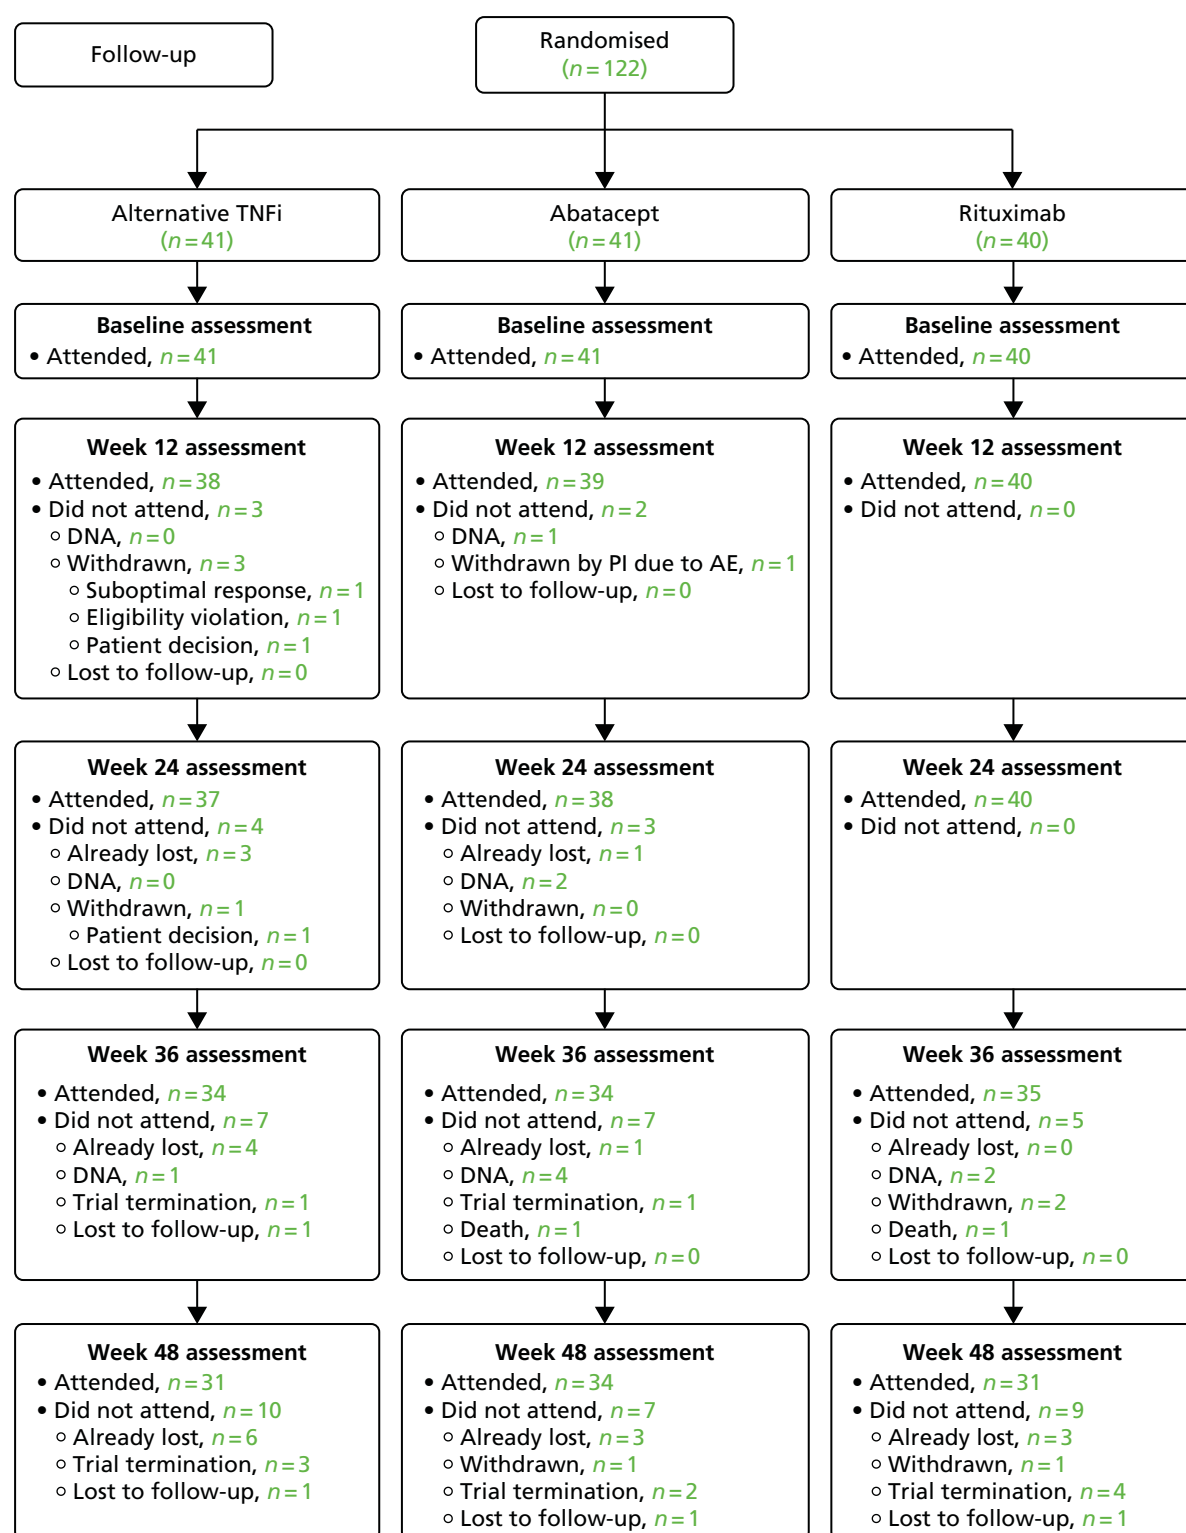 Follow-up
Randomised
(n=122)
Alternative TNFi
(n=41)
Abatacept
(n=41)
Rituximab
(n=40)
Baseline assessment
• Attended, n=41
Baseline assessment
• Attended, n=41
Baseline assessment
• Attended, n=40
Week 12 assessment
• Attended, n=38
• Did not attend, n=3
○ DNA, n=0
○ Withdrawn, n=3
○ Suboptimal response, n=1
○ Eligibility violation, n=1
○ Patient decision, n=1
○ Lost to follow-up, n=0
Week 12 assessment
• Attended, n=39
• Did not attend, n=2
○ DNA, n=1
○ Withdrawn by PI due to AE, n=1
○ Lost to follow-up, n=0
Week 12 assessment
• Attended, n=40
• Did not attend, n=0
Week 24 assessment
• Attended, n=37
• Did not attend, n=4
○ Already lost, n=3
○ DNA, n=0
○ Withdrawn, n=1
○ Patient decision, n=1
○ Lost to follow-up, n=0
Week 24 assessment
• Attended, n=38
• Did not attend, n=3
○ Already lost, n=1
○ DNA, n=2
○ Withdrawn, n=0
○ Lost to follow-up, n=0
Week 24 assessment
• Attended, n=40
• Did not attend, n=0
Week 36 assessment
• Attended, n=34
• Did not attend, n=7
○ Already lost, n=4
○ DNA, n=1
○ Trial termination, n=1
○ Lost to follow-up, n=1
Week 36 assessment
• Attended, n=34
• Did not attend, n=7
○ Already lost, n=1
○ DNA, n=4
○ Trial termination, n=1
○ Death, n=1
○ Lost to follow-up, n=0
Week 36 assessment
• Attended, n=35
• Did not attend, n=5
○ Already lost, n=0
○ DNA, n=2
○ Withdrawn, n=2
○ Death, n=1
○ Lost to follow-up, n=0
Week 48 assessment
• Attended, n=31
• Did not attend, n=10
○ Already lost, n=6
○ Trial termination, n=3
○ Lost to follow-up, n=1
Week 48 assessment
• Attended, n=34
• Did not attend, n=7
○ Already lost, n=3
○ Withdrawn, n=1
○ Trial termination, n=2
○ Lost to follow-up, n=1
Week 48 assessment
• Attended, n=31
• Did not attend, n=9
○ Already lost, n=3
○ Withdrawn, n=1
○ Trial termination, n=4
○ Lost to follow-up, n=1